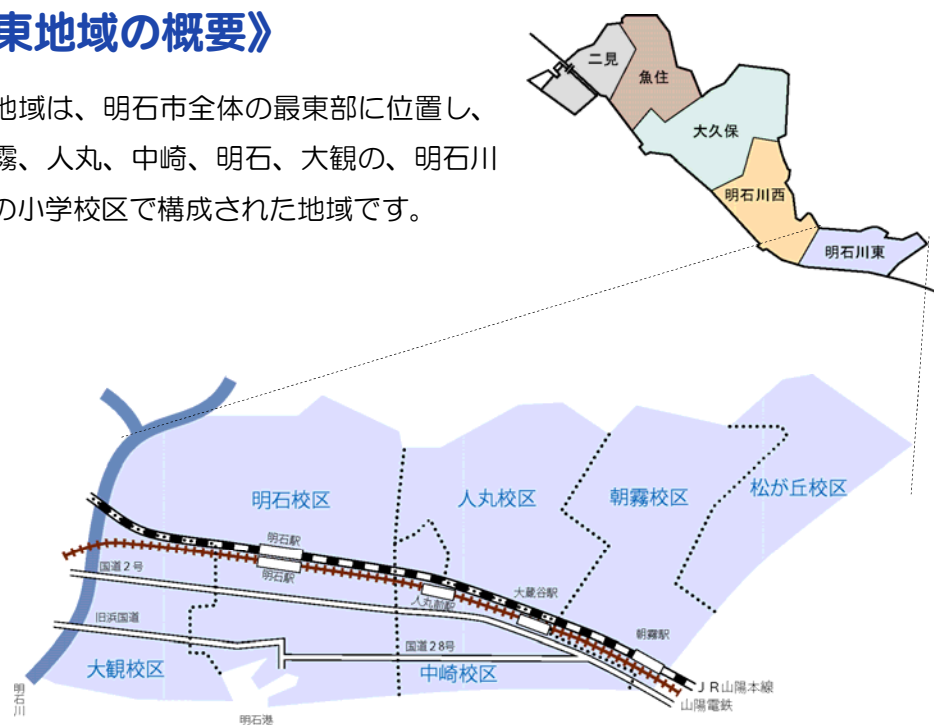 東地域の概要》
地域は、明石市全体の最東部に位置し、
霧、人丸、中崎、明石、大観の、明石川
の小学校区で構成された地域です。
二見
魚住
大久保
明石川西
明石川東
明石校区
人丸校区
朝霧校区
松が丘校区
明石駅
明石駅
国道2号
人丸前駅
大蔵谷駅
旧浜国道
国道28号
朝霧駅
大観校区
中崎校区
JR山陽本線
山陽電鉄
明石川
明石港